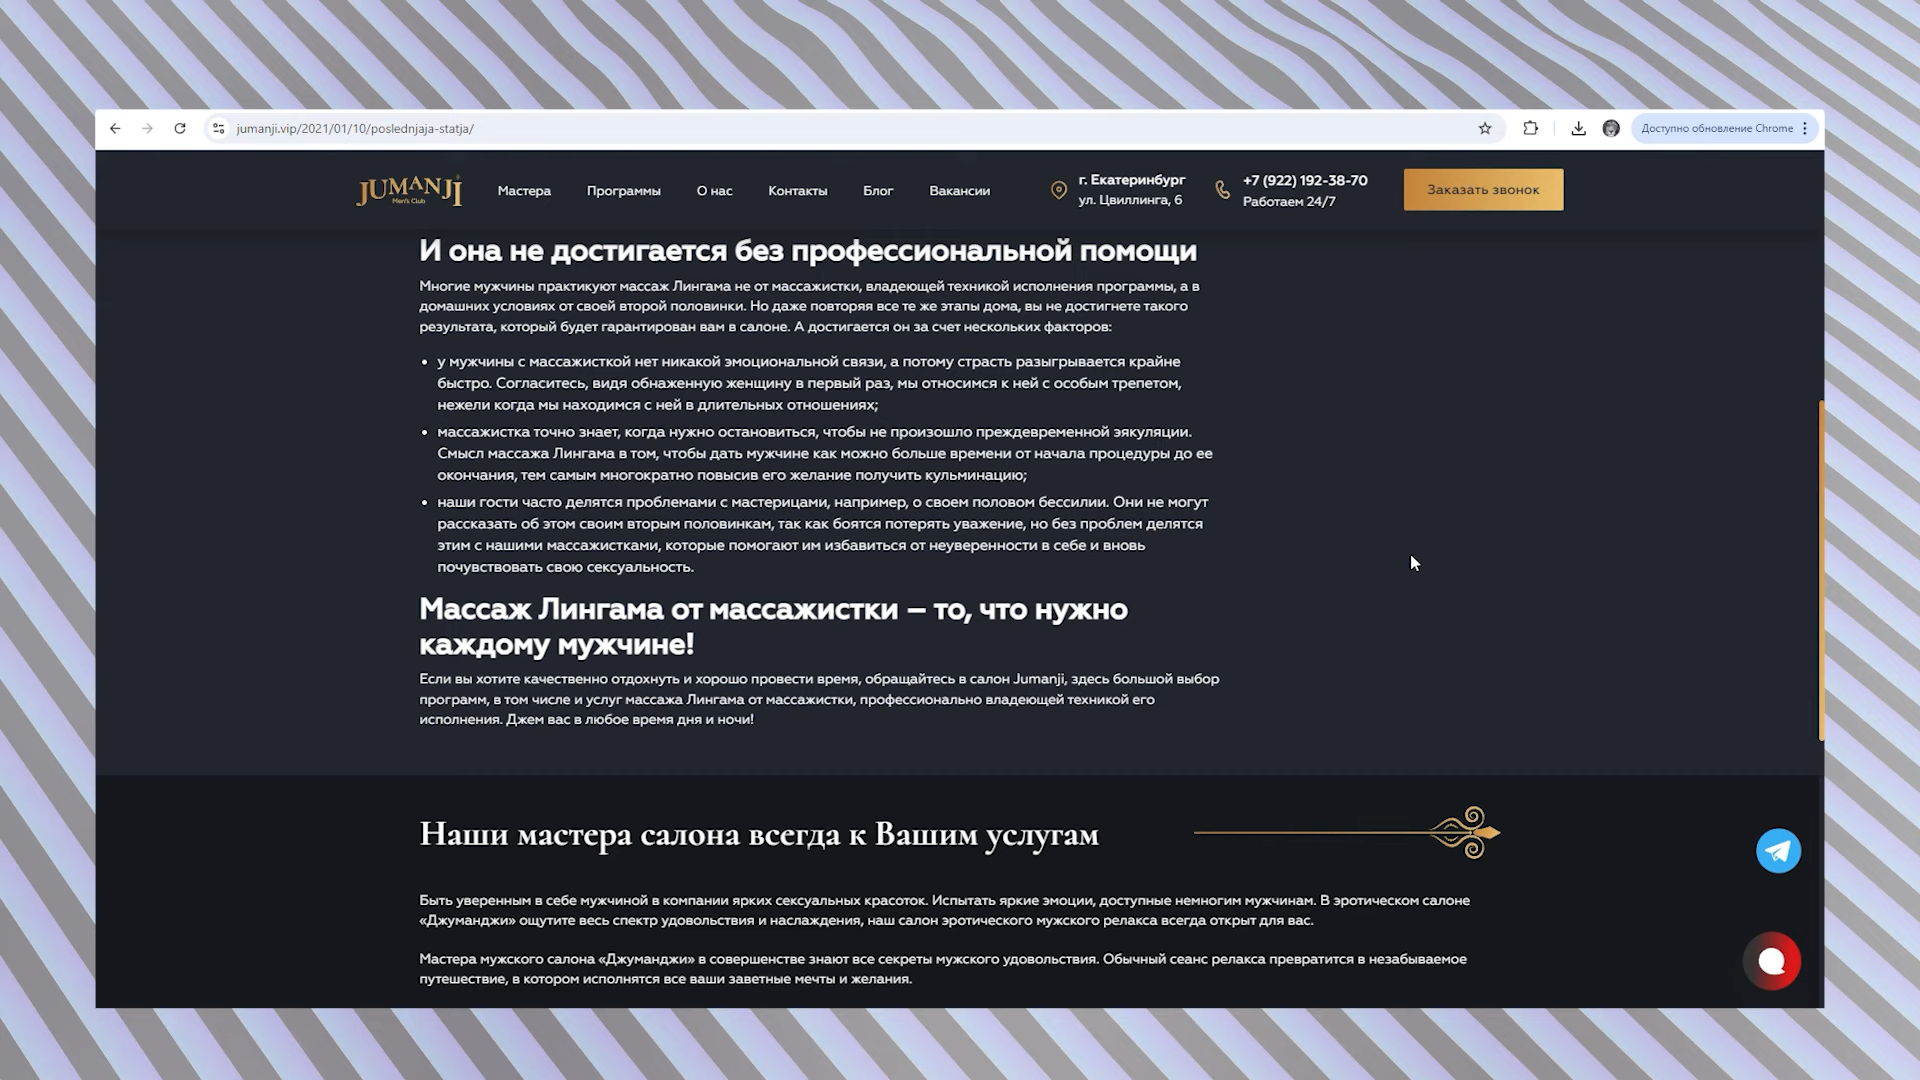 jumanji.vip/2021/01/10/poslednjaja-statja/
Доступно обновление Chrome
JUMANJI
Men's Club
Мастера
Программы
О нас
Контакты
Блог
Вакансии
г. Екатеринбург
ул. Цвиллинга, 6
+7 (922) 192-38-70
Работаем 24/7
Заказать звонок
И она не достигается без профессиональной помощи
Многие мужчины практикуют массаж Лингама не от массажистки, владеющей техникой исполнения программы, а в
домашних условиях от своей второй половинки. Но даже повторяя все те же этапы дома, вы не достигнете такого
результата, который будет гарантирован вам в салоне. А достигается он за счет нескольких факторов:
• у мужчины с массажисткой нет никакой эмоциональной связи, а потому страсть разыгрывается крайне
быстро. Согласитесь, видя обнаженную женщину в первый раз, мы относимся к ней с особым трепетом,
нежели когда мы находимся с ней в длительных отношениях;
• массажистка точно знает, когда нужно остановиться, чтобы не произошло преждевременной эякуляции.
Смысл массажа Лингама в том, чтобы дать мужчине как можно больше времени от начала процедуры до ее
окончания, тем самым многократно повысив его желание получить кульминацию;
• наши гости часто делятся проблемами с мастерицами, например, о своем половом бессилии. Они не могут
рассказать об этом своим вторым половинкам, так как боятся потерять уважение, но без проблем делятся
этим с нашими массажистками, которые помогают им избавиться от неуверенности в себе и вновь
почувствовать свою сексуальность.
Массаж Лингама от массажистки – то, что нужно
каждому мужчине!
Если вы хотите качественно отдохнуть и хорошо провести время, обращайтесь в салон Jumanji, здесь большой выбор
программ, в том числе и услуг массажа Лингама от массажистки, профессионально владеющей техникой его
исполнения. Джем вас в любое время дня и ночи!
Наши мастера салона всегда к Вашим услугам
Быть уверенным в себе мужчиной в компании ярких сексуальных красоток. Испытать яркие эмоции, доступные немногим мужчинам. В эротическом салоне
«Джуманджи» ощутите весь спектр удовольствия и наслаждения, наш салон эротического мужского релакса всегда открыт для вас.
Мастера мужского салона «Джуманджи» в совершенстве знают все секреты мужского удовольствия. Обычный сеанс релакса превратится в незабываемое
путешествие, в котором исполнятся все ваши заветные мечты и желания.